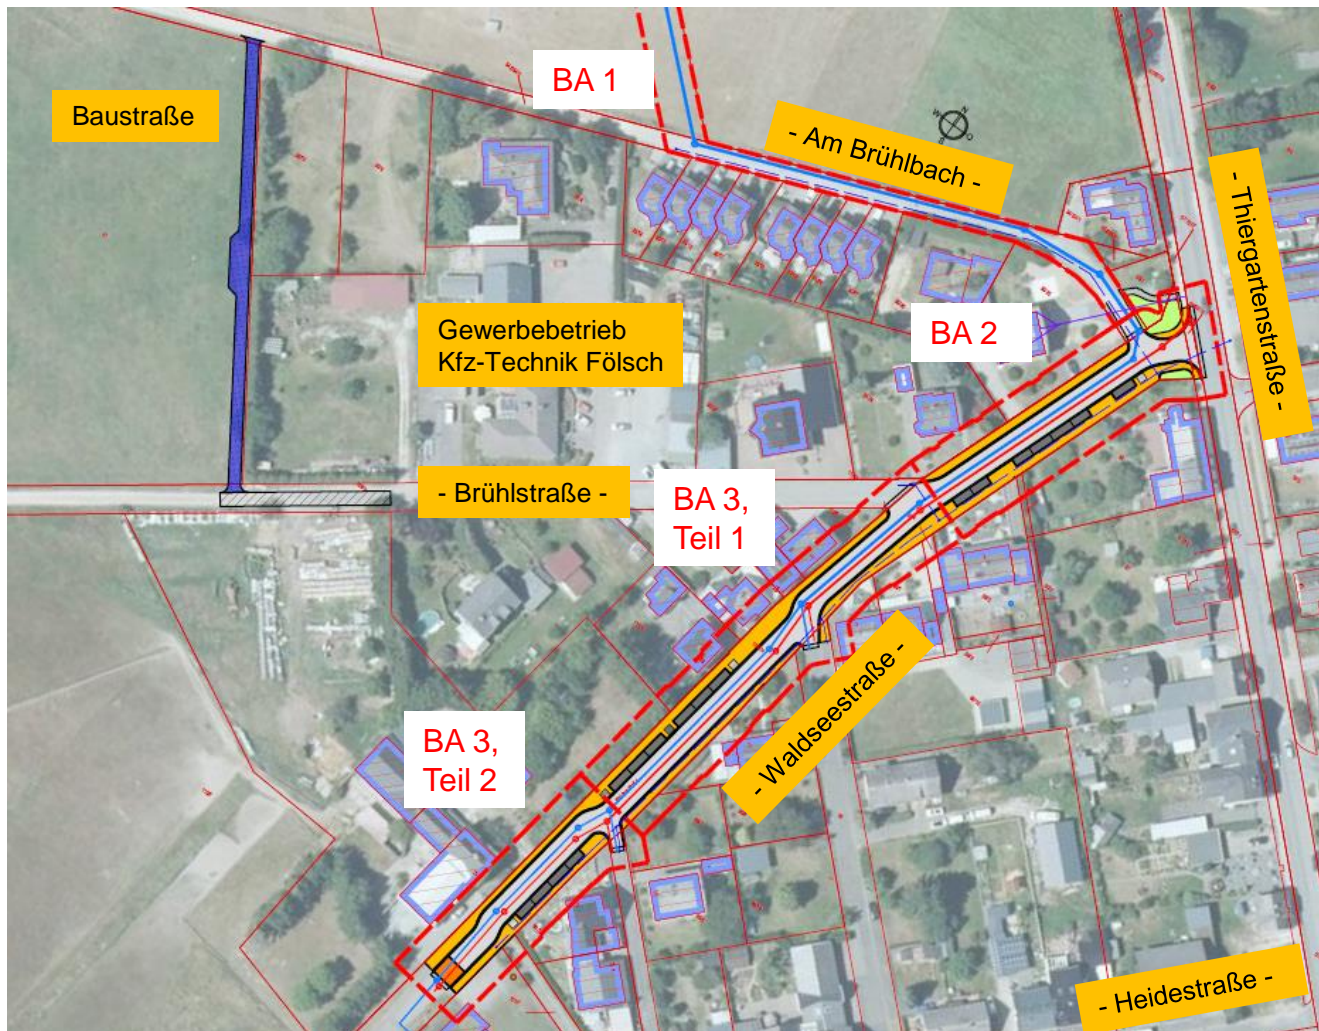 BA 1
Baustraße
- Am Brühlbach -
- Thiergartenstraße -
Gewerbebetrieb
Kfz-Technik Fölsch
BA 2
- Brühlstraße -
BA 3,
Teil 1
- Waldseestraße -
BA 3,
Teil 2
- Heidestraße -